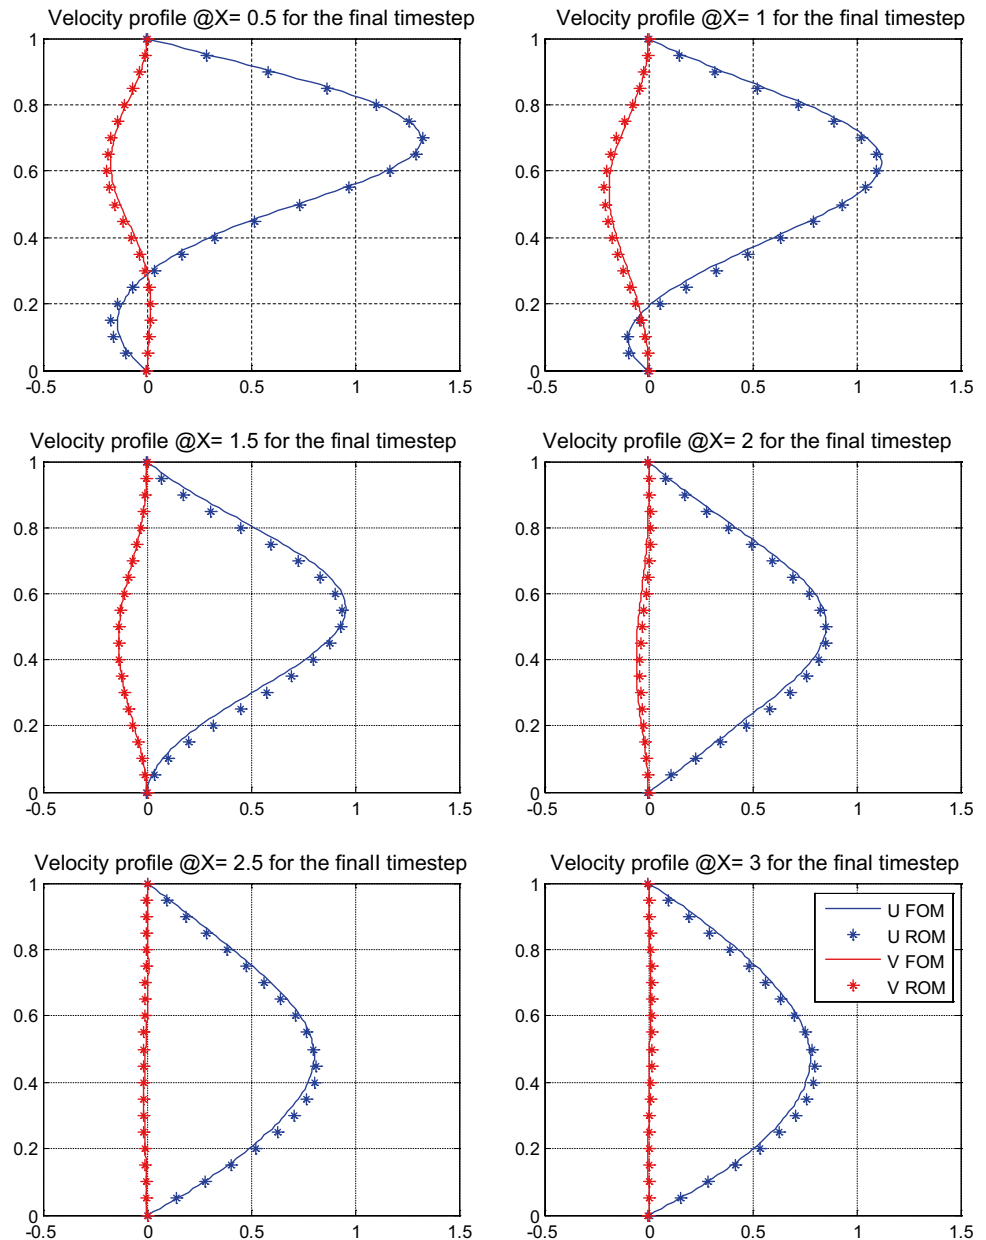 Velocity profile @X= 0.5 for the final timestep
1
0.8
0.6
0.4
0.2
0
-0.5 0 0.5 1 1.5
Velocity profile @X= 1 for the final timestep
1
0.8
0.6
0.4
0.2
0
-0.5 0 0.5 1 1.5
Velocity profile @X= 1.5 for the final timestep
1
0.8
0.6
0.4
0.2
0
-0.5 0 0.5 1 1.5
Velocity profile @X= 2 for the final timestep
1
0.8
0.6
0.4
0.2
0
-0.5 0 0.5 1 1.5
Velocity profile @X= 2.5 for the finall timestep
1
0.8
0.6
0.4
0.2
0
-0.5 0 0.5 1 1.5
Velocity profile @X= 3 for the final timestep
1
0.8
0.6
0.4
0.2
0
-0.5 0 0.5 1 1.5
U FOM
U ROM
V FOM
V ROM